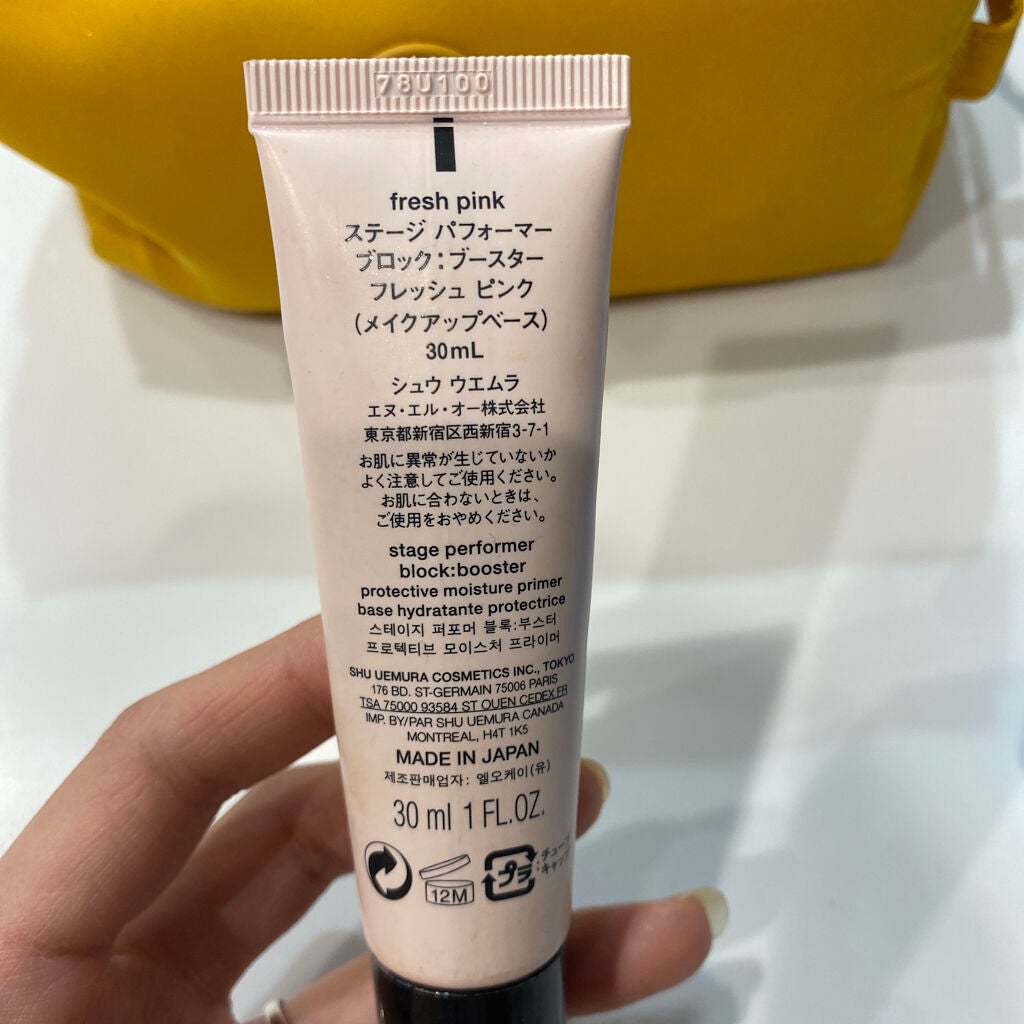 78U100
fresh pink
ステージ パフォーマー
ブロック:ブースター
フレッシュ ピンク
(メイクアップベース)
30mL
シュウ ウエムラ
エヌ・エル・オー株式会社
東京都新宿区西新宿3-7-1
お肌に異常が生じていないか
よく注意してご使用ください。
お肌に合わないときは、
ご使用をおやめください。
stage performer
block:booster
protective moisture primer
base hydratante protectrice
스테이지 퍼포머 블록:부스터
프로텍티브 모이스처 프라이머
SHU UEMURA COSMETICS INC., TOKYO
176 BD. ST-GERMAIN 75006 PARIS
TSA 75000 93584 ST OUEN CEDEX FR
IMP. BY/PAR SHU UEMURA CANADA
MONTREAL, H4T 1K5
MADE IN JAPAN
제조판매업자: 엘오케이(유)
30 ml 1 FL.OZ.
12M
プラ
:チューブ
キャップ